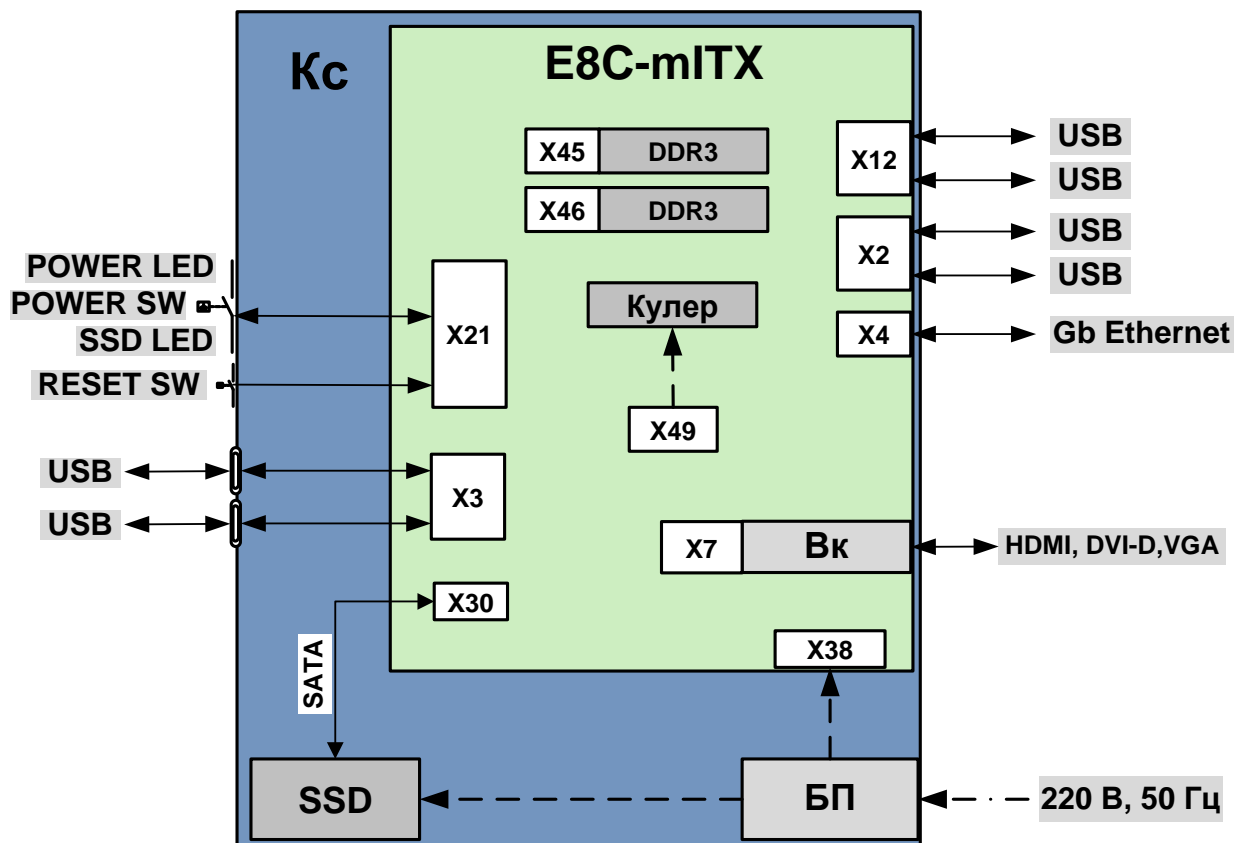 Кс
E8C-mITX
X45
DDR3
X46
DDR3
X12
USB
USB
X2
USB
USB
X4
Gb Ethernet
POWER LED
POWER SW
SSD LED
RESET SW
X21
Кулер
X49
USB
USB
X3
X7
Вк
HDMI, DVI-D,VGA
X30
SATA
X38
SSD
БП
220 В, 50 Гц